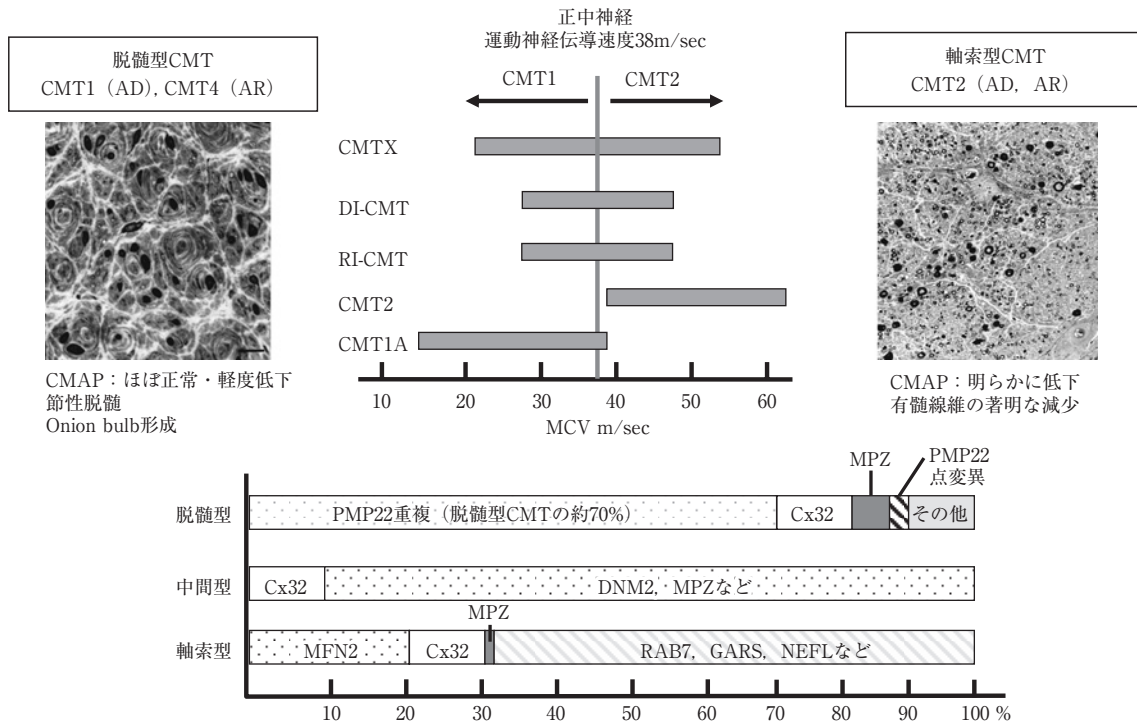 正中神経
運動神経伝導速度38m/sec
脱髄型CMT
CMT1（AD），CMT4（AR）
CMT1
CMT2
軸索型CMT
CMT2（AD，AR）
CMTX
DI-CMT
RI-CMT
CMT2
CMT1A
10 20 30 40 50 60
MCV m/sec
CMAP：ほぼ正常・軽度低下
節性脱髄
Onion bulb形成
CMAP：明らかに低下
有髄線維の著明な減少
MPZ
PMP22
点変異
脱髄型
PMP22重複（脱髄型CMTの約70%）
Cx32
その他
中間型
Cx32
DNM2，MPZなど
MPZ
軸索型
MFN2
Cx32
RAB7，GARS，NEFLなど
10 20 30 40 50 60 70 80 90 100 %